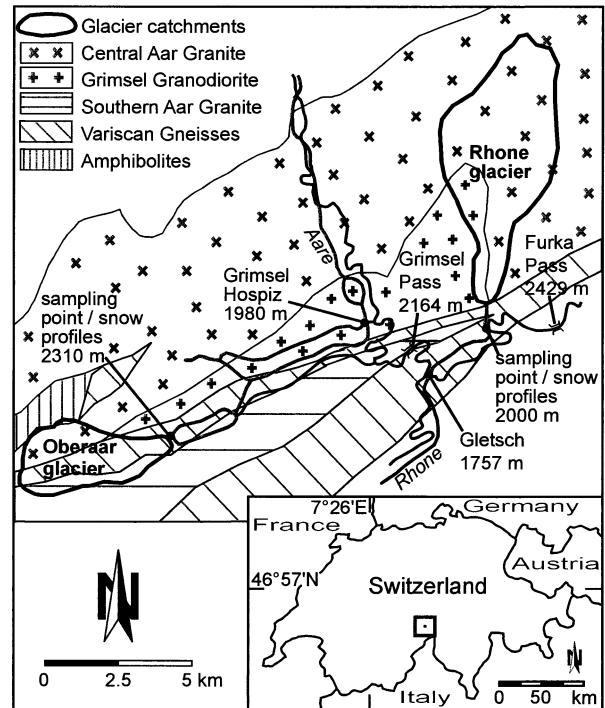 Glacier catchments
Central Aar Granite
Grimsel Granodiorite
Southern Aar Granite
Variscan Gneisses
Amphibolites
Rhone
glacier
Aare
Grimsel
Pass
2164 m
Furka
Pass
2429 m
Grimsel
Hospiz
1980 m
sampling
point / snow
profiles
2310 m
sampling
point / snow
profiles
2000 m
Oberaar
glacier
Gletsch
1757 m
Rhone
N
0 2.5 5 km
7°26'E
Germany
France
Austria
46°57'N
Switzerland
N
Italy
0 50 km